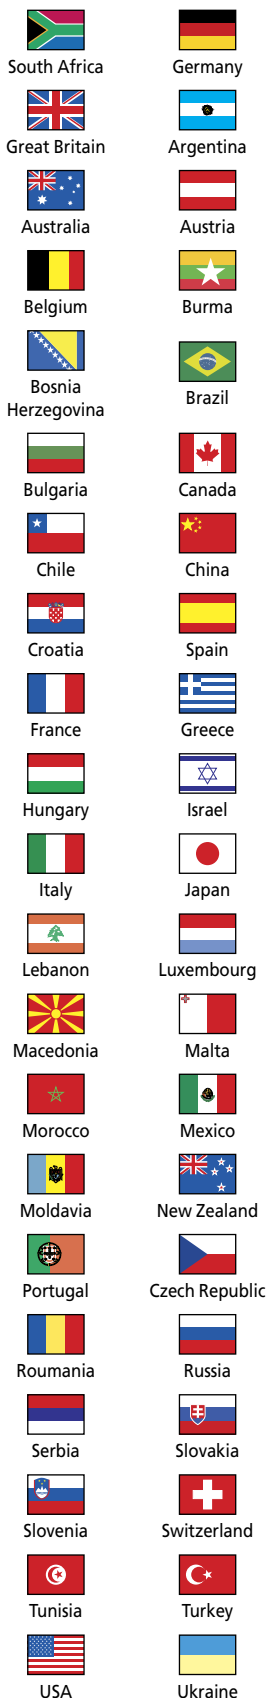 South Africa
Germany
Great Britain
Argentina
Australia
Austria
Belgium
Burma
Bosnia
Herzegovina
Brazil
Bulgaria
Canada
Chile
China
Croatia
Spain
France
Greece
Hungary
Israel
Italy
Japan
Lebanon
Luxembourg
Macedonia
Malta
Morocco
Mexico
Moldavia
New Zealand
Portugal
Czech Republic
Roumania
Russia
Serbia
Slovakia
Slovenia
Switzerland
Tunisia
Turkey
USA
Ukraine